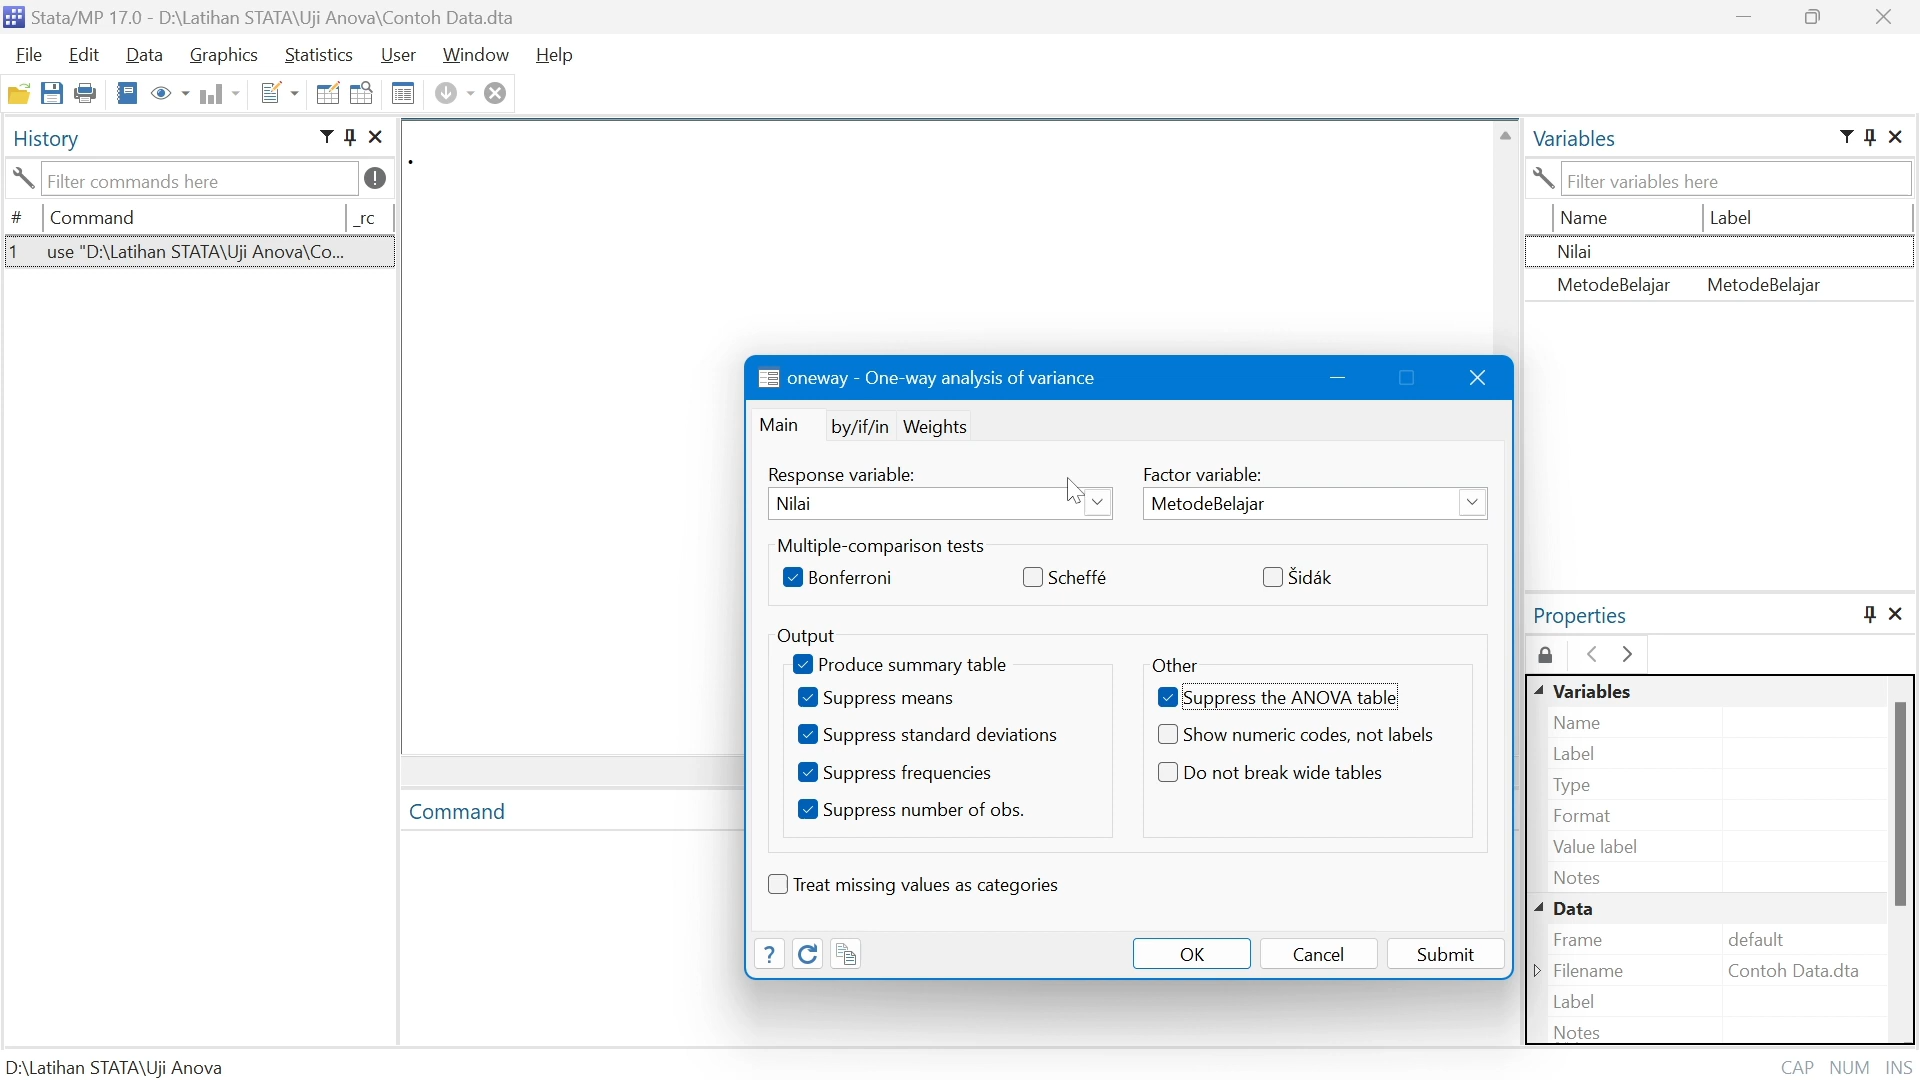 Stata/MP 17.0 - D:\Latihan STATA\Uji Anova\Contoh Data.dta
File Edit Data Graphics Statistics User Window Help
History
Filter commands here
# Command _rc
1 use "D:\Latihan STATA\Uji Anova\Co...
.
Command
Variables
Filter variables here
Name Label
Nilai
MetodeBelajar MetodeBelajar
oneway - One-way analysis of variance
Main by/if/in Weights
Response variable: Factor variable:
Nilai MetodeBelajar
Multiple-comparison tests
Bonferroni Scheffé Šidák
Output
Produce summary table Other
Suppress means Suppress the ANOVA table
Suppress standard deviations Show numeric codes, not labels
Suppress frequencies Do not break wide tables
Suppress number of obs.
Treat missing values as categories
? OK Cancel Submit
Properties
Variables
Name
Label
Type
Format
Value label
Notes
Data
Frame default
Filename Contoh Data.dta
Label
Notes
D:\Latihan STATA\Uji Anova CAP NUM INS